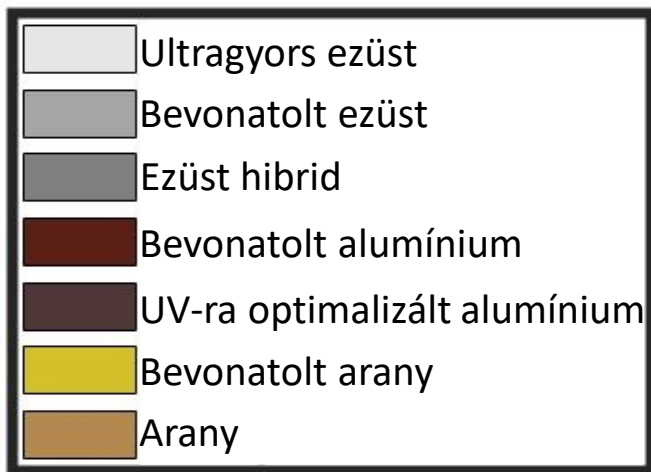 Ultragyors ezüst
Bevonatolt ezüst
Ezüst hibrid
Bevonatolt alumínium
UV-ra optimalizált alumínium
Bevonatolt arany
Arany